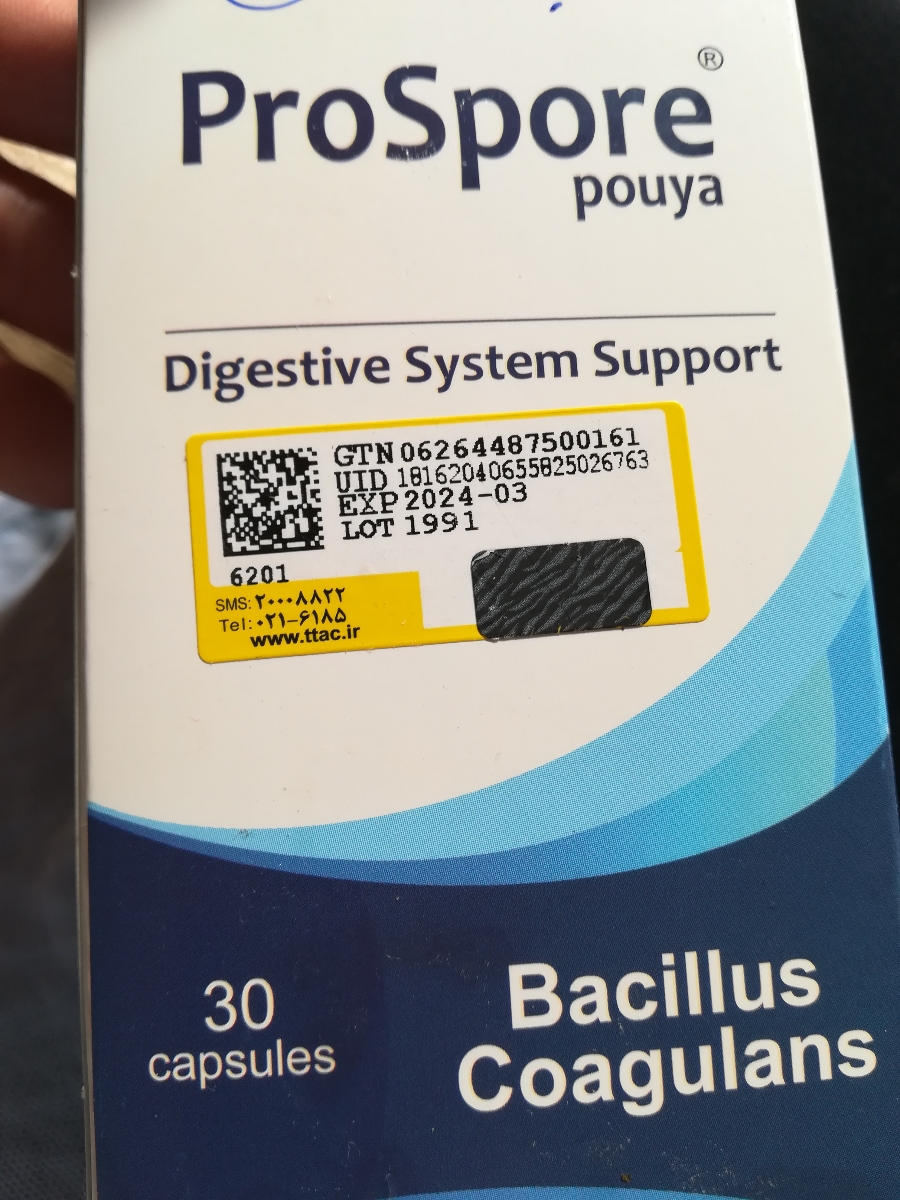 ProSpore®
pouya
Digestive System Support
GTN 06264487500161
UID 18162040655825026763
EXP 2024-03
LOT 1991
6201
SMS: ۲۰۰۰۸۸۲۲
Tel: ۰۲۱-۶۱۸۵
www.ttac.ir
30
capsules
Bacillus
Coagulans